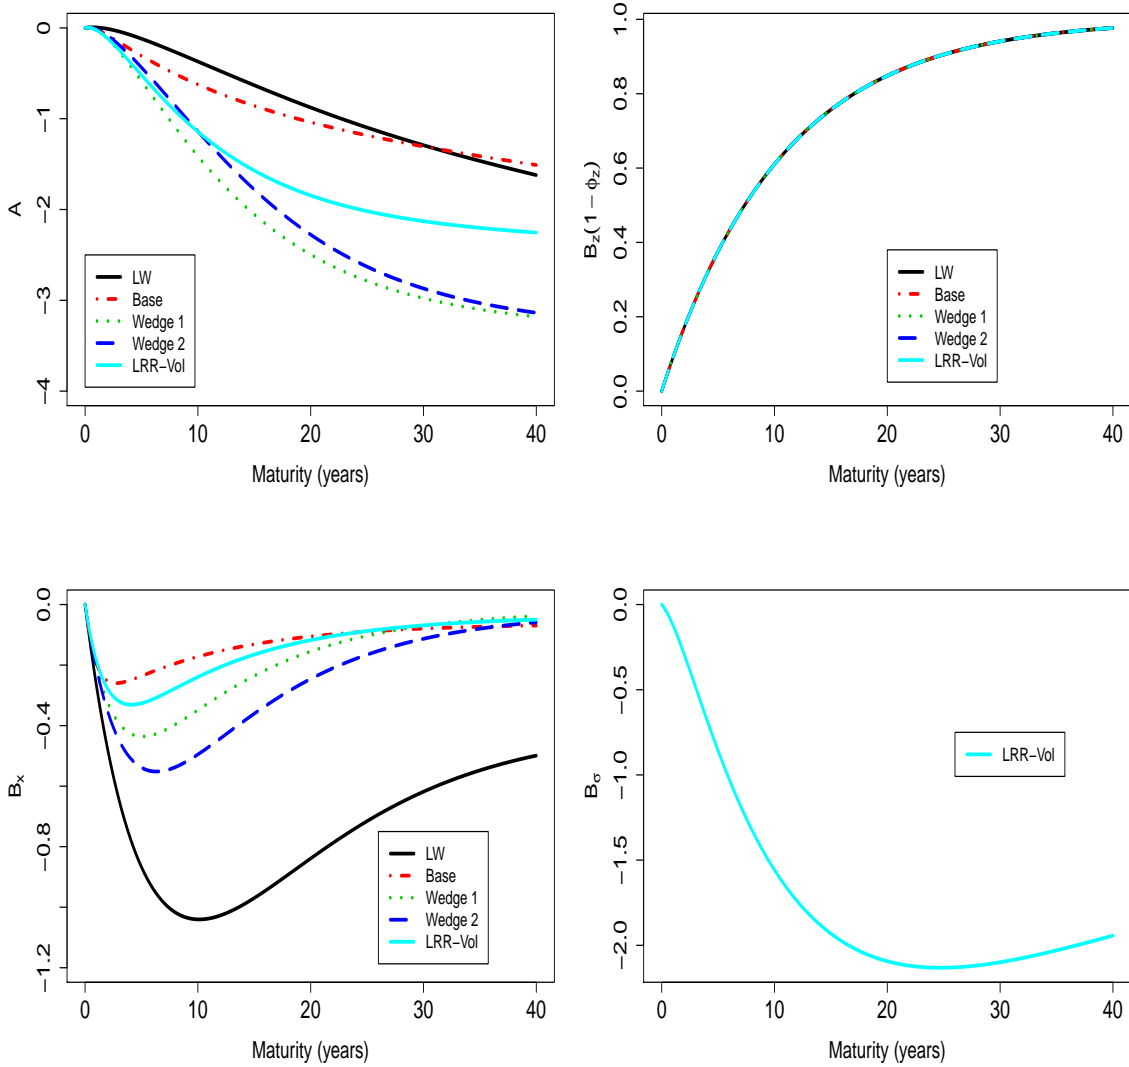 A
0
−1
−2
−3
−4
LW
Base
Wedge 1
Wedge 2
LRR−Vol
0 10 20 30 40
Maturity (years)
B_z(1 − ϕ_z)
1.0
0.8
0.6
0.4
0.2
0.0
LW
Base
Wedge 1
Wedge 2
LRR−Vol
0 10 20 30 40
Maturity (years)
B_x
0.0
−0.4
−0.8
−1.2
LW
Base
Wedge 1
Wedge 2
LRR−Vol
0 10 20 30 40
Maturity (years)
B_σ
0.0
−0.5
−1.0
−1.5
−2.0
LRR−Vol
0 10 20 30 40
Maturity (years)